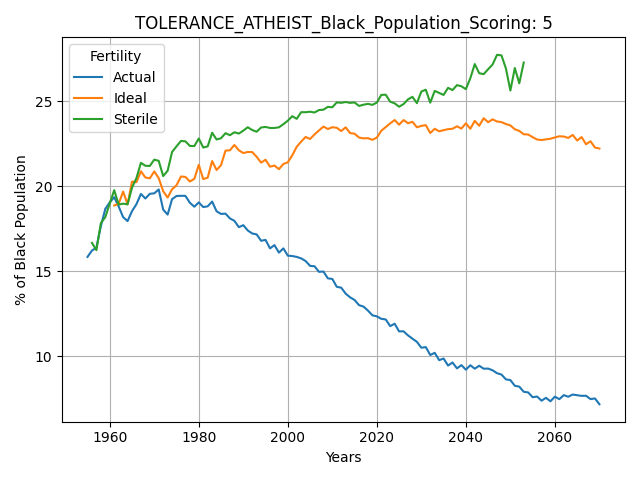 TOLERANCE_ATHEIST_Black_Population_Scoring: 5
Fertility
Actual
Ideal
Sterile
% of Black Population
25
20
15
10
1960 1980 2000 2020 2040 2060
Years